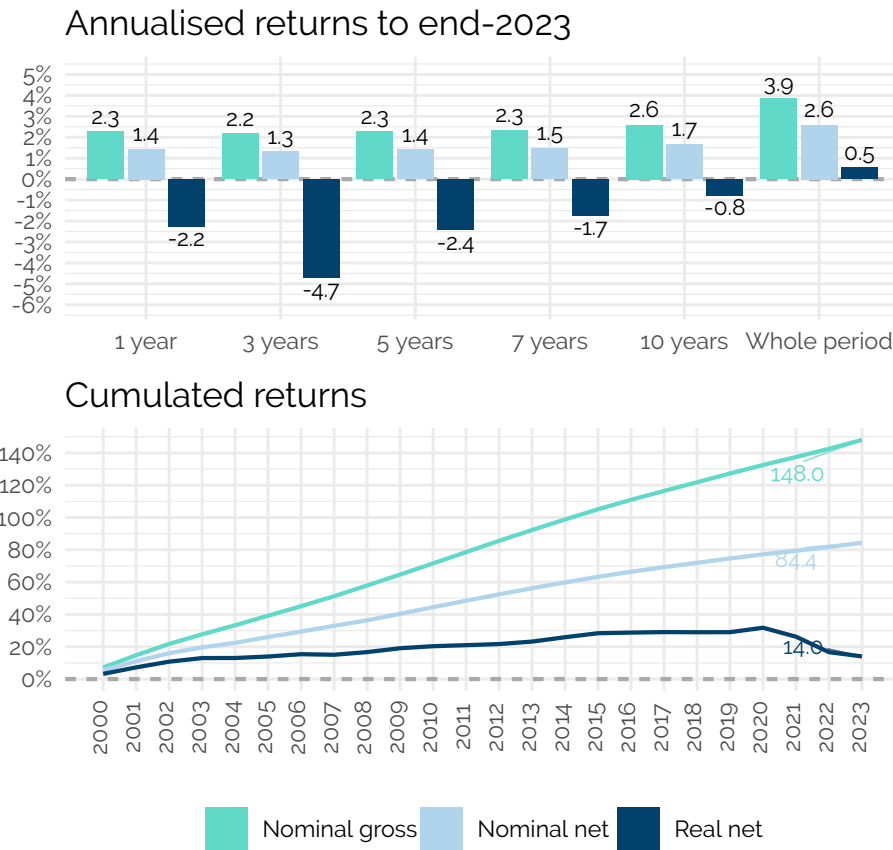 Annualised returns to end-2023
5%
4%
3%
2%
1%
0%
-1%
-2%
-3%
-4%
-5%
-6%
2.3 1.4 -2.2
2.2 1.3 -4.7
2.3 1.4 -2.4
2.3 1.5 -1.7
2.6 1.7 -0.8
3.9 2.6 0.5
1 year 3 years 5 years 7 years 10 years Whole period
Cumulated returns
140%
120%
100%
80%
60%
40%
20%
0%
148.0
84.4
14.0
2000 2001 2002 2003 2004 2005 2006 2007 2008 2009 2010 2011 2012 2013 2014 2015 2016 2017 2018 2019 2020 2021 2022 2023
Nominal gross Nominal net Real net